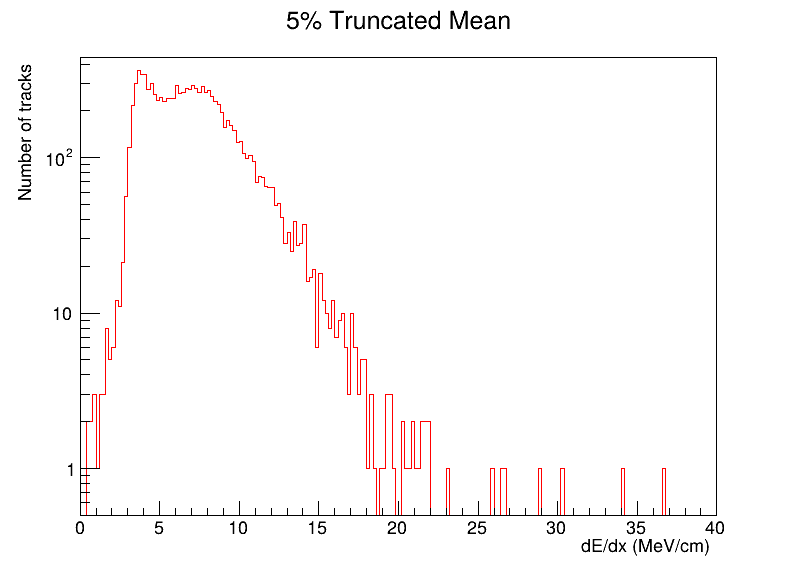 5% Truncated Mean
Number of tracks
10²
10
1
0 5 10 15 20 25 30 35 40
dE/dx (MeV/cm)